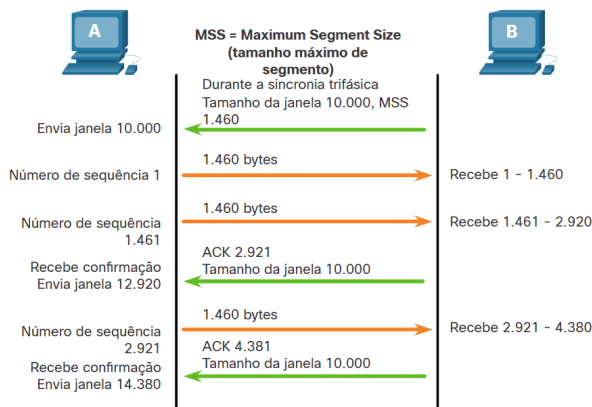 A
MSS = Maximum Segment Size
(tamanho máximo de
segmento)
B
Durante a sincronia trifásica
Tamanho da janela 10.000, MSS
1.460
Envia janela 10.000
1.460 bytes
Número de sequência 1
Recebe 1 - 1.460
1.460 bytes
Número de sequência
1.461
Recebe 1.461 - 2.920
ACK 2.921
Tamanho da janela 10.000
Recebe confirmação
Envia janela 12.920
1.460 bytes
Número de sequência
2.921
Recebe 2.921 - 4.380
ACK 4.381
Tamanho da janela 10.000
Recebe confirmação
Envia janela 14.380